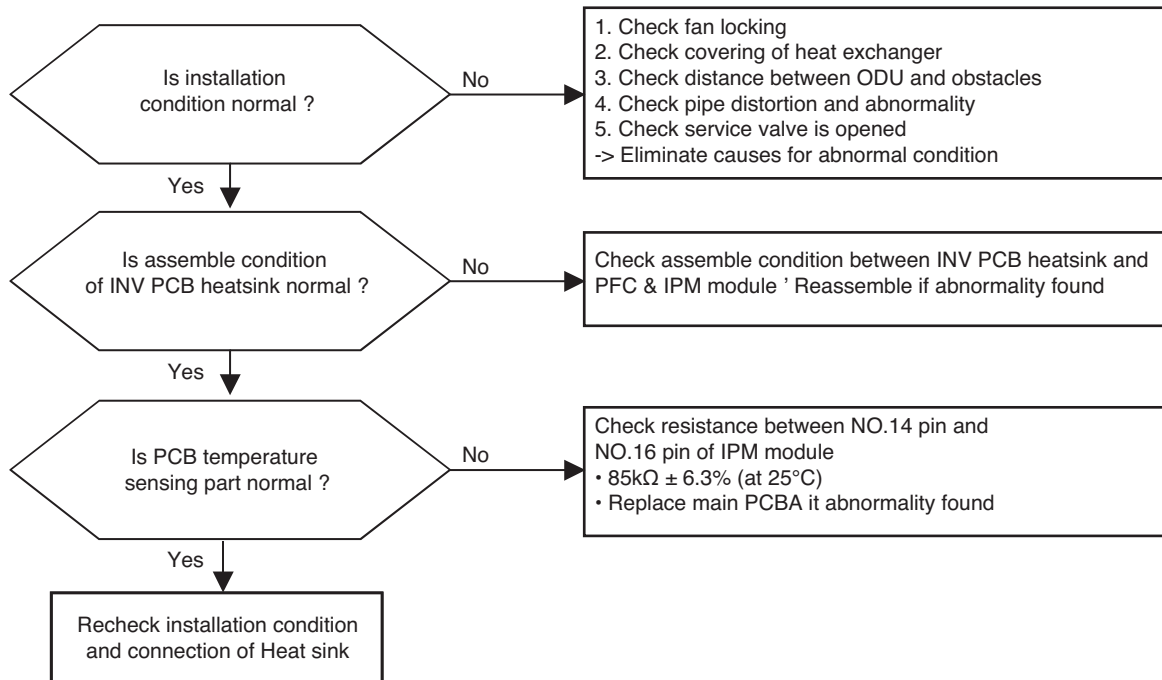 Is installation
condition normal ?
No
1. Check fan locking
2. Check covering of heat exchanger
3. Check distance between ODU and obstacles
4. Check pipe distortion and abnormality
5. Check service valve is opened
-> Eliminate causes for abnormal condition
Yes
Is assemble condition
of INV PCB heatsink normal ?
No
Check assemble condition between INV PCB heatsink and
PFC & IPM module ’ Reassemble if abnormality found
Yes
Is PCB temperature
sensing part normal ?
No
Check resistance between NO.14 pin and
NO.16 pin of IPM module
• 85kΩ ± 6.3% (at 25°C)
• Replace main PCBA it abnormality found
Yes
Recheck installation condition
and connection of Heat sink